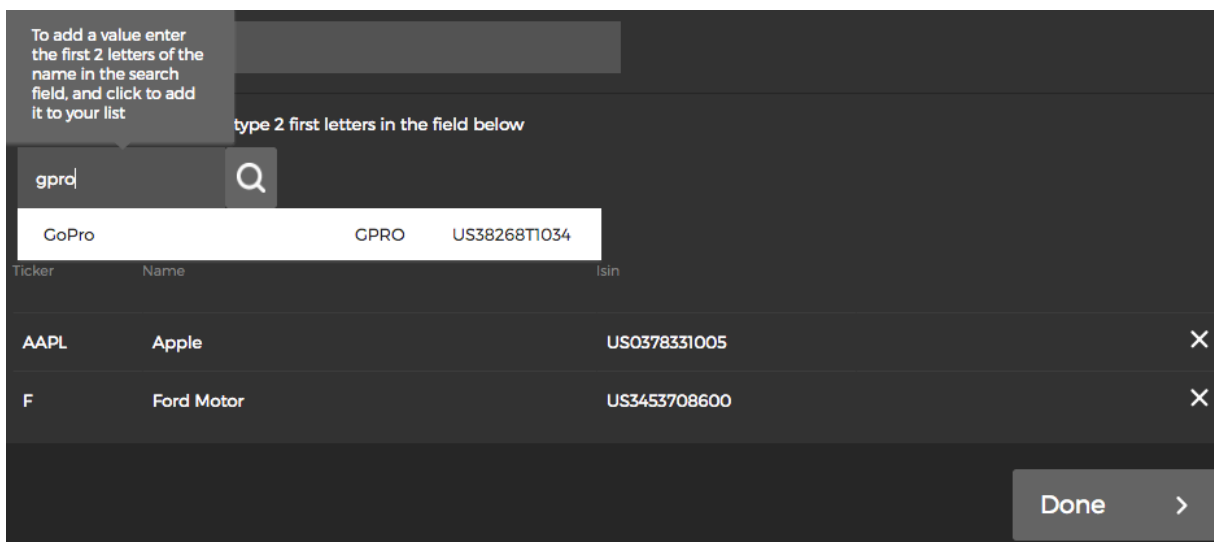 To add a value enter
the first 2 letters of the
name in the search
field, and click to add
it to your list
type 2 first letters in the field below
gpro
GoPro GPRO US38268T1034
Ticker Name Isin
AAPL Apple US0378331005
F Ford Motor US3453708600
Done